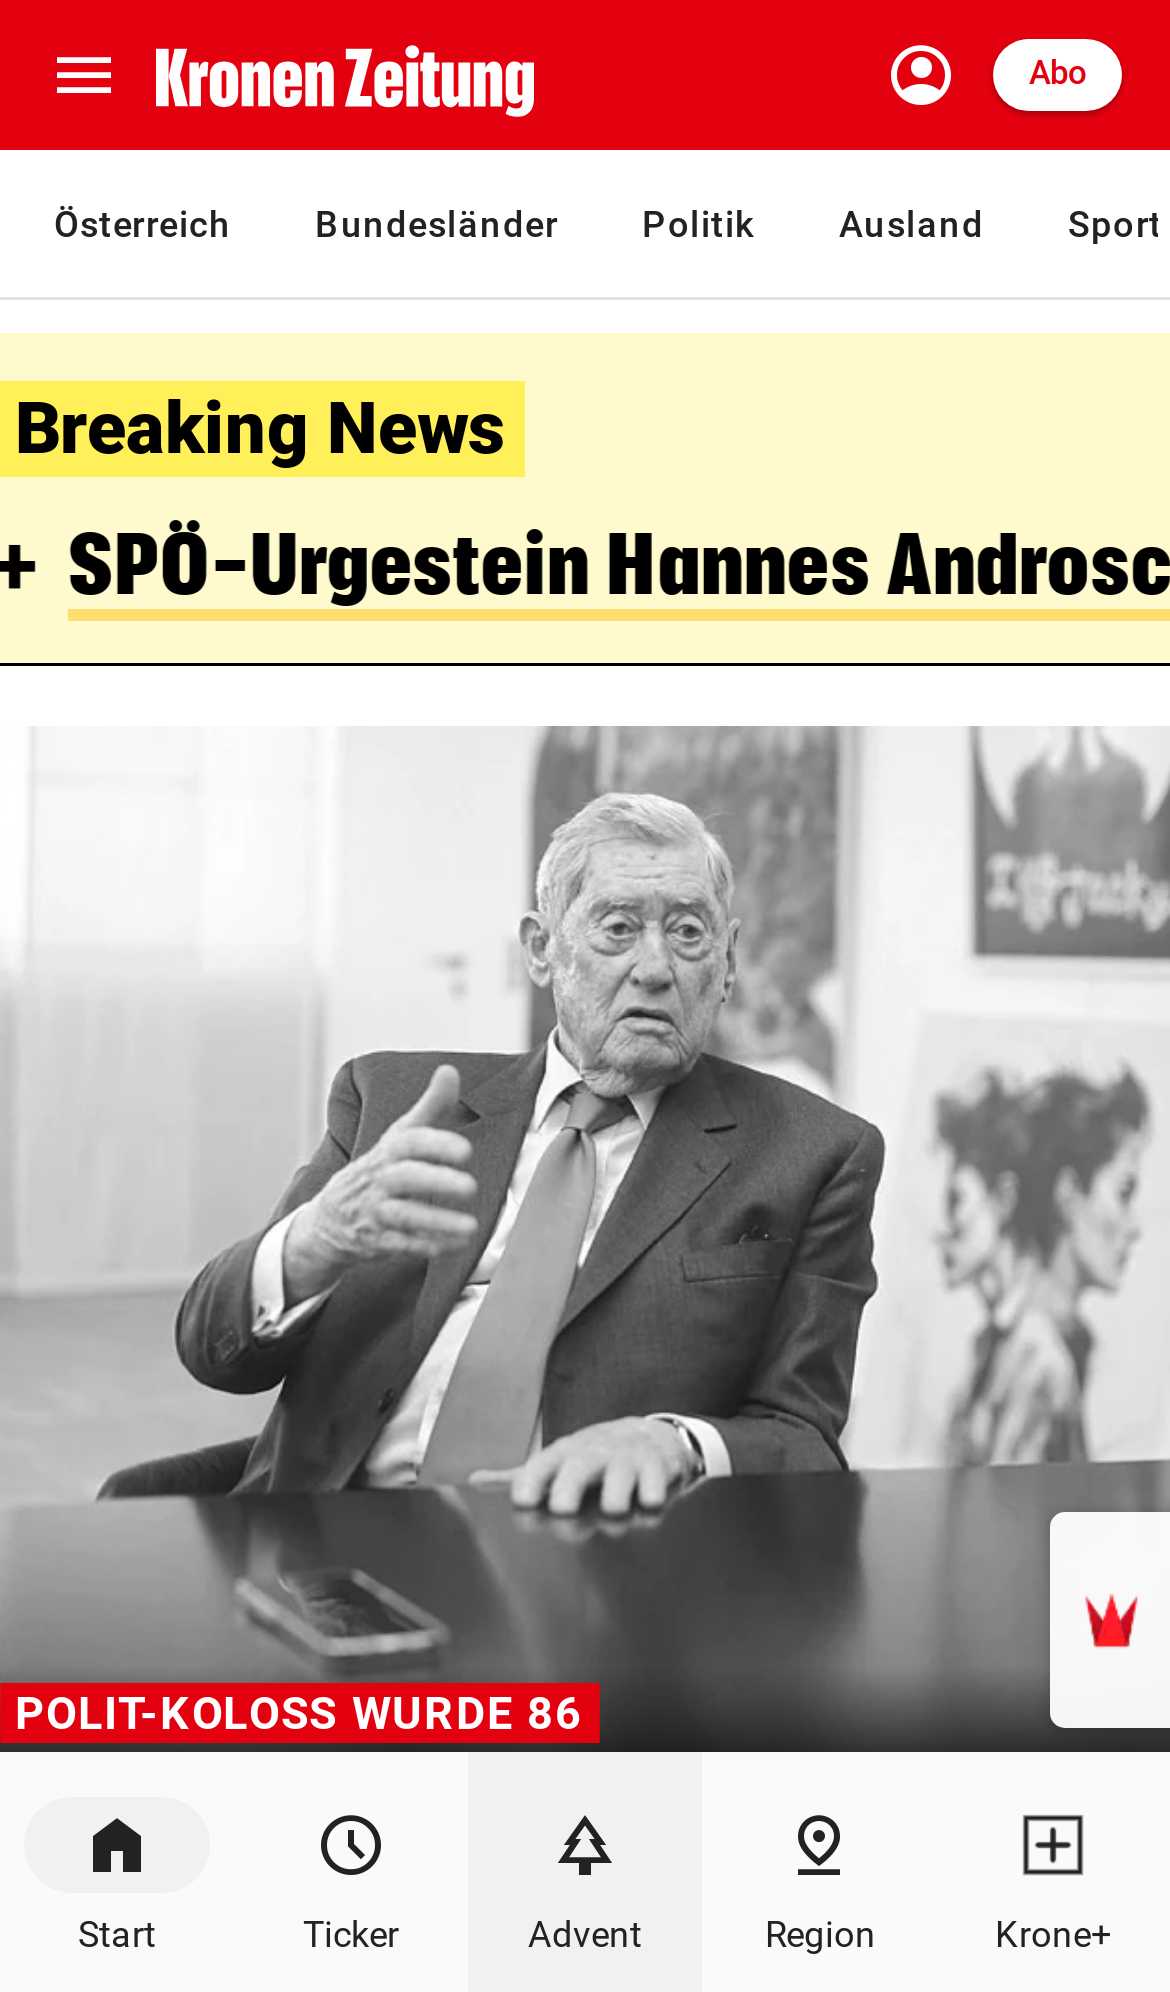 Kronen Zeitung
Abo
Österreich Bundesländer Politik Ausland Sport
Breaking News
+ SPÖ-Urgestein Hannes Androsc
POLIT-KOLOSS WURDE 86
Start Ticker Advent Region Krone+